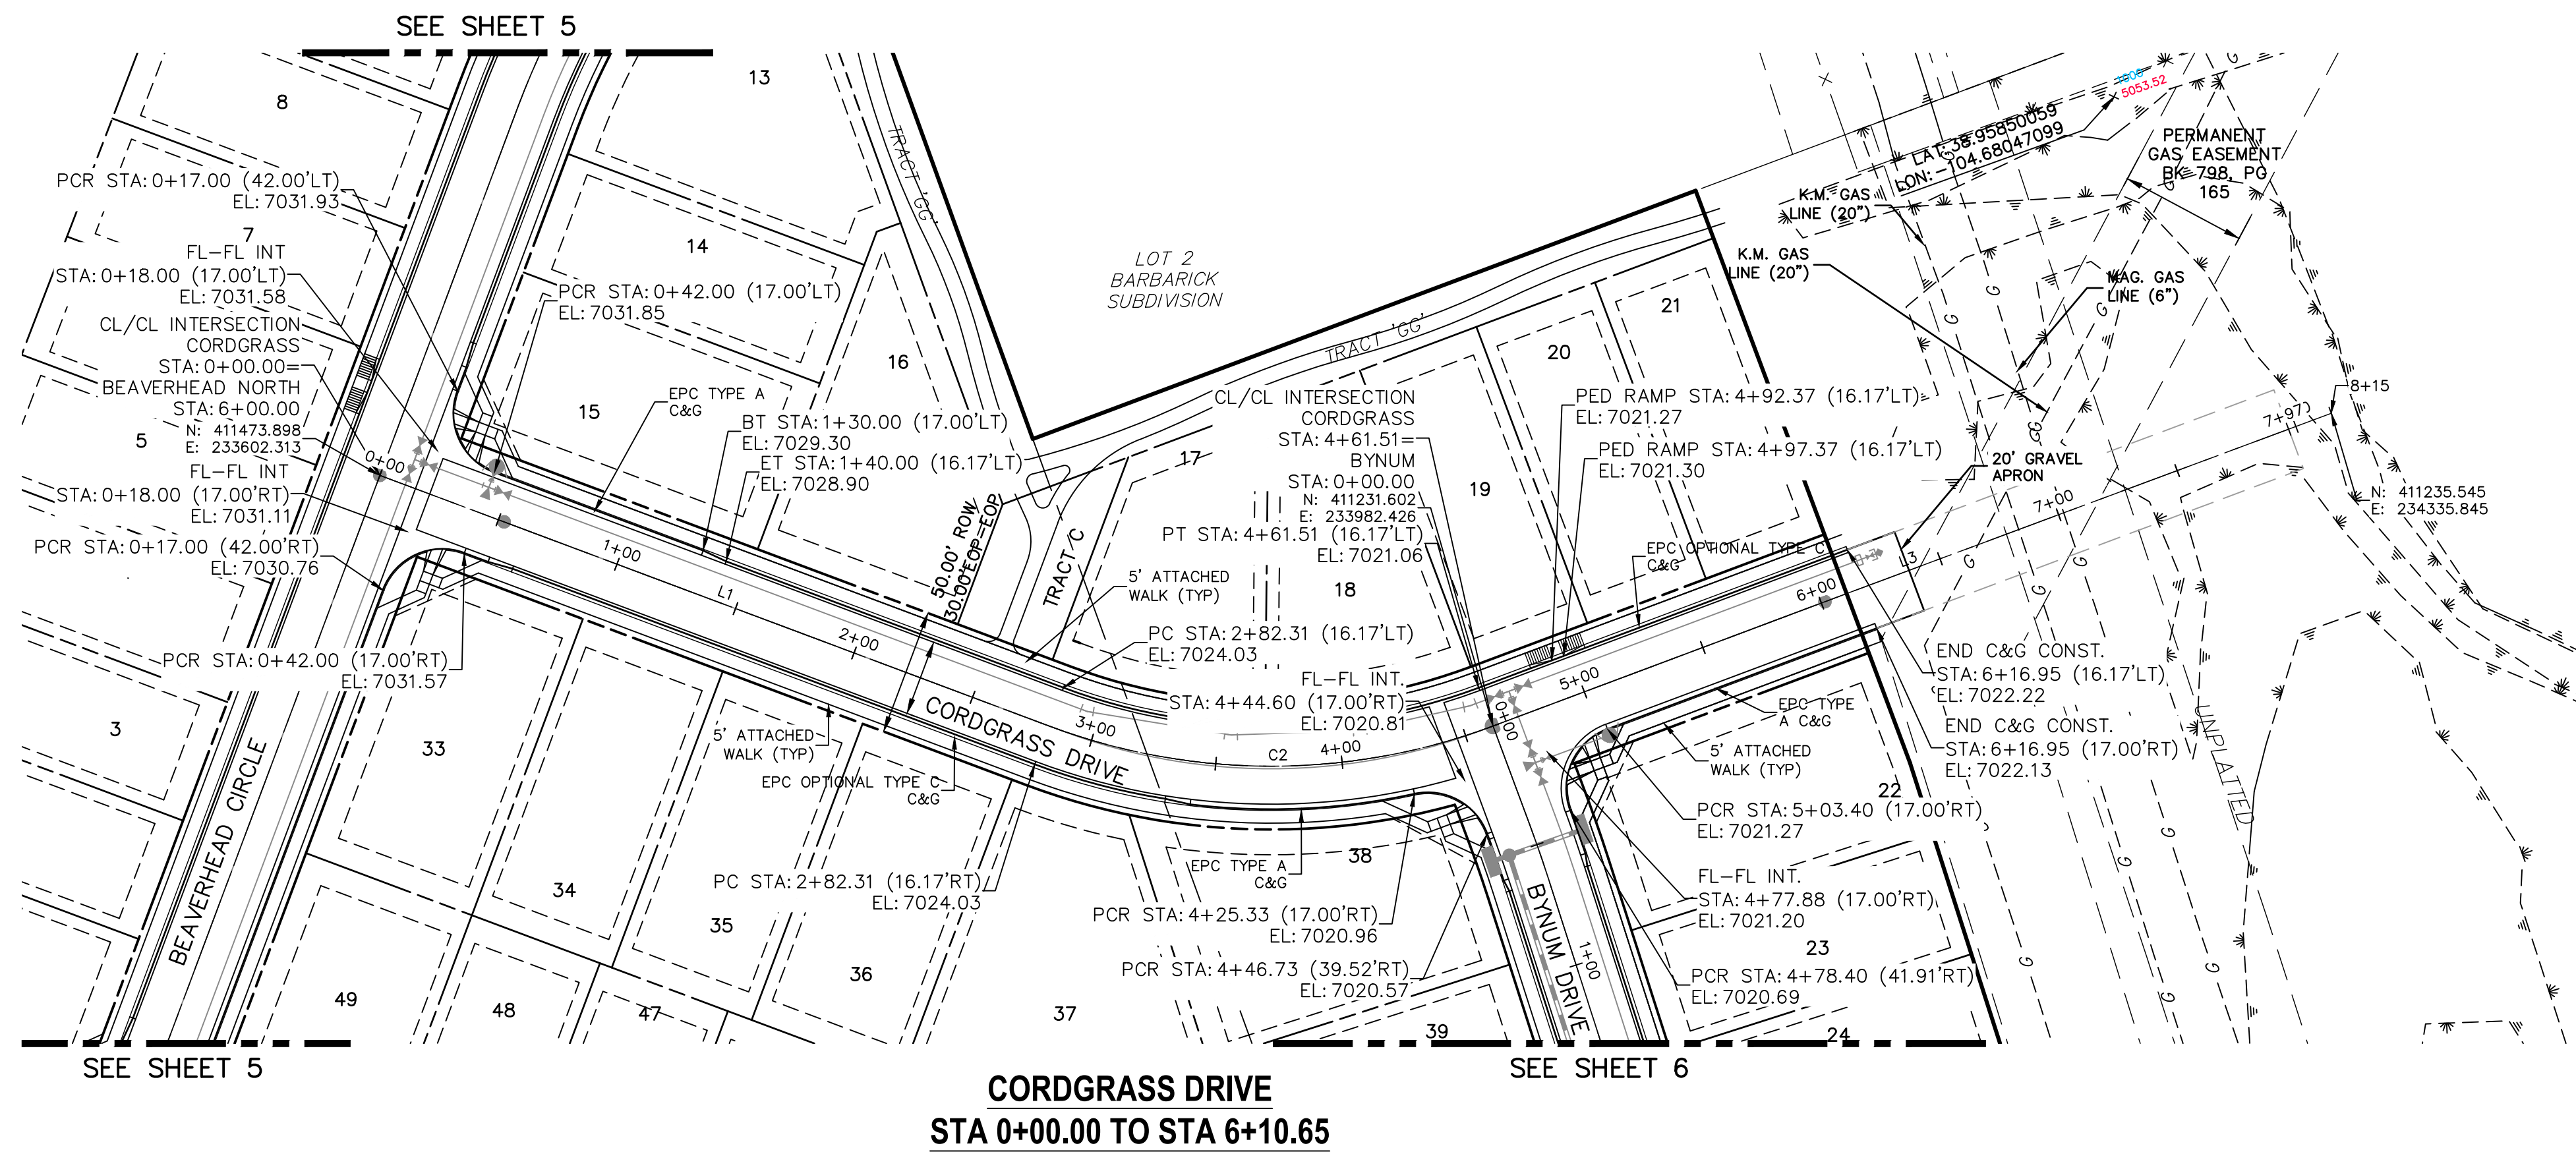 SEE SHEET 5
8
13
PCR STA: 0+17.00 (42.00'LT)
EL: 7031.93
7
FL-FL INT
STA: 0+18.00 (17.00'LT)
EL: 7031.58
CL/CL INTERSECTION
CORDGRASS
STA: 0+00.00=
BEAVERHEAD NORTH
STA: 6+00.00
N: 411473.898
E: 233602.313
5
FL-FL INT
STA: 0+18.00 (17.00'RT)
EL: 7031.11
PCR STA: 0+17.00 (42.00'RT)
EL: 7030.76
PCR STA: 0+42.00 (17.00'RT)
EL: 7031.57
3
BEAVERHEAD CIRCLE
14
PCR STA: 0+42.00 (17.00'LT)
EL: 7031.85
15
16
EPC TYPE A
C&G
BT STA: 1+30.00 (17.00'LT)
EL: 7029.30
ET STA: 1+40.00 (16.17'LT)
EL: 7028.90
TRACT 'GG'
LOT 2
BARBARICK
SUBDIVISION
TRACT 'GG'
0+00
1+00
L1
2+00
3+00
C2
4+00
5+00
6+00
L3
7+00
7+97
8+15
50.00' ROW
30.00'EOP-EOP
TRACT C
17
5' ATTACHED
WALK (TYP)
PC STA: 2+82.31 (16.17'LT)
EL: 7024.03
CORDGRASS DRIVE
5' ATTACHED
WALK (TYP)
EPC OPTIONAL TYPE C
C&G
PC STA: 2+82.31 (16.17'RT)
EL: 7024.03
33
34
35
36
37
38
39
47
48
49
CL/CL INTERSECTION
CORDGRASS
STA: 4+61.51=
BYNUM
STA: 0+00.00
N: 411231.602
E: 233982.426
PT STA: 4+61.51 (16.17'LT)
EL: 7021.06
18
19
20
21
FL-FL INT.
STA: 4+44.60 (17.00'RT)
EL: 7020.81
EPC TYPE A
C&G
PCR STA: 4+25.33 (17.00'RT)
EL: 7020.96
PCR STA: 4+46.73 (39.52'RT)
EL: 7020.57
PED RAMP STA: 4+92.37 (16.17'LT)
EL: 7021.27
PED RAMP STA: 4+97.37 (16.17'LT)
EL: 7021.30
EPC OPTIONAL TYPE C
C&G
0+00
1+00
BYNUM DRIVE
EPC TYPE
A C&G
5' ATTACHED
WALK (TYP)
22
PCR STA: 5+03.40 (17.00'RT)
EL: 7021.27
FL-FL INT.
STA: 4+77.88 (17.00'RT)
EL: 7021.20
23
PCR STA: 4+78.40 (41.91'RT)
EL: 7020.69
24
END C&G CONST.
STA: 6+16.95 (16.17'LT)
EL: 7022.22
END C&G CONST.
STA: 6+16.95 (17.00'RT)
EL: 7022.13
20' GRAVEL
APRON
UNPLATTED
N: 411235.545
E: 234335.845
1000
5053.52
LAT: 38.95850059
LON: -104.68047099
PERMANENT
GAS EASEMENT
BK 798, PG
165
K.M. GAS
LINE (20")
K.M. GAS
LINE (20")
MAG. GAS
LINE (6")
G
G
G
G
G
G
G
G
G
G
G
G
SEE SHEET 5
SEE SHEET 6
CORDGRASS DRIVE
STA 0+00.00 TO STA 6+10.65